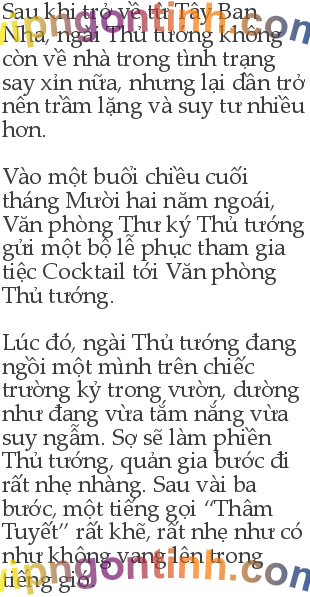 Sau khi trở về từ Tây Ban
Nha, ngài Thủ tướng không
còn về nhà trong tình trạng
say xỉn nữa, nhưng lại dần trở
nên trầm lặng và suy tư nhiều
hơn.

Vào một buổi chiều cuối
tháng Mười hai năm ngoái,
Văn phòng Thư ký Thủ tướng
gửi một bộ lễ phục tham gia
tiệc Cocktail tới Văn phòng
Thủ tướng.

Lúc đó, ngài Thủ tướng đang
ngồi một mình trên chiếc
trường kỷ trong vườn, dường
như đang vừa tắm nắng vừa
suy ngẫm. Sợ sẽ làm phiền
Thủ tướng, quản gia bước đi
rất nhẹ nhàng. Sau vài ba
bước, một tiếng gọi “Thâm
Tuyết” rất khẽ, rất nhẹ như có
như không vang lên trong
tiếng gió.
vipngontinh.com
vipngontinh.com